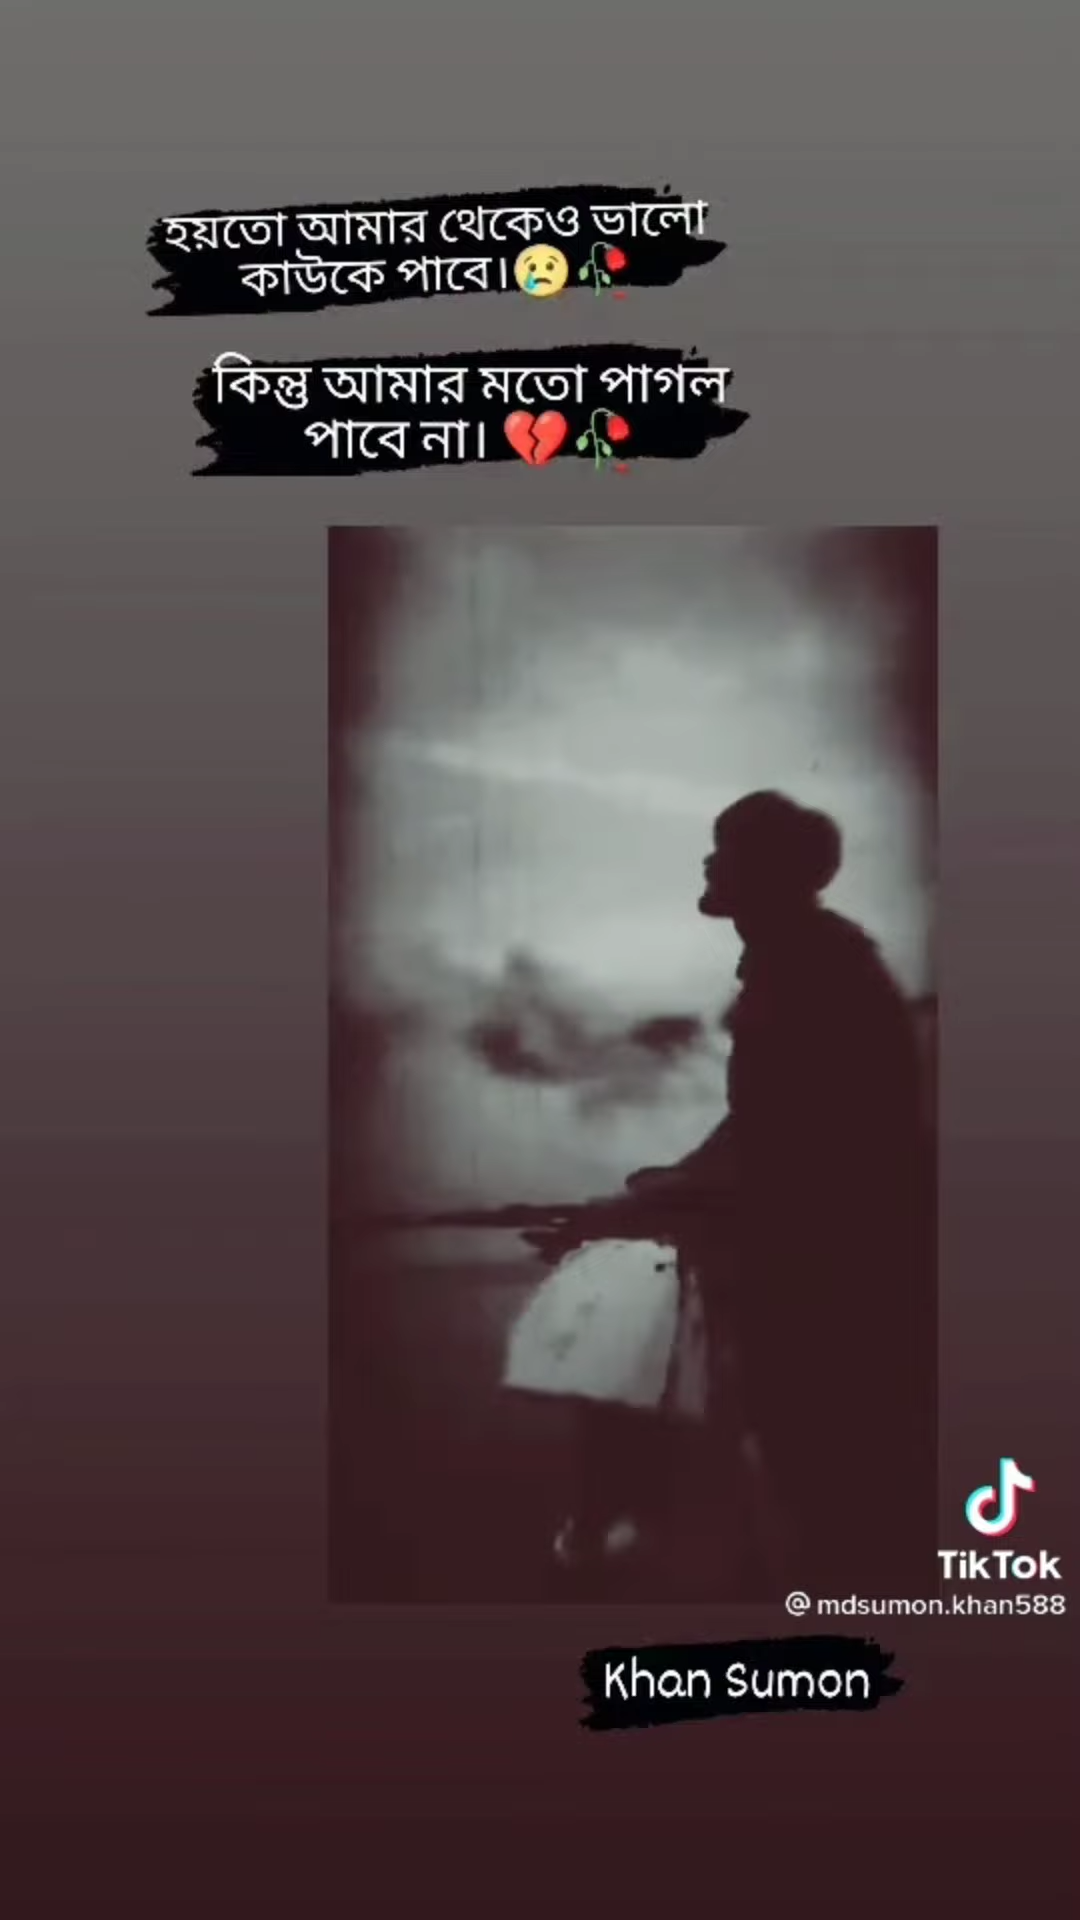 হয়তো আমার থেকেও ভালো
কাউকে পাবে।😢🥀
কিন্তু আমার মতো পাগল
পাবে না। 💔🥀
TikTok
@mdsumon.khan588
Khan Sumon